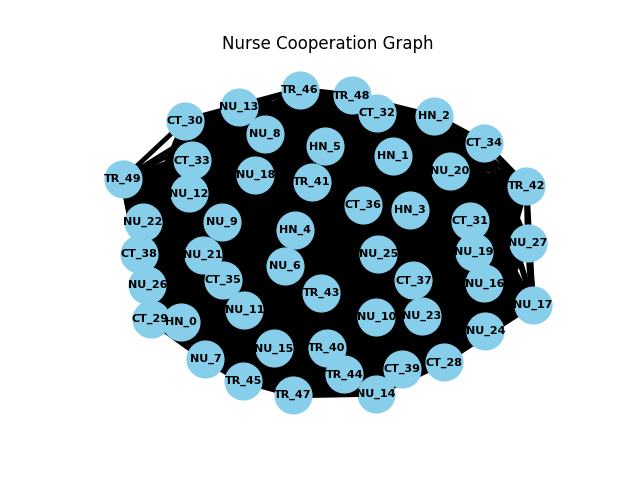 Nurse Cooperation Graph
TR_46
TR_48
NU_13
CT_32
HN_2
CT_30
NU_8
CT_34
HN_5
HN_1
CT_33
NU_20
NU_18
TR_49
TR_41
TR_42
NU_12
CT_36
HN_3
NU_22
NU_9
CT_31
HN_4
NU_27
CT_38
NU_21
NU_25
NU_19
NU_6
CT_35
CT_37
NU_26
NU_16
TR_43
NU_17
NU_11
CT_29
HN_0
NU_10
NU_23
NU_24
NU_15
TR_40
NU_7
CT_28
CT_39
TR_44
TR_45
TR_47
NU_14